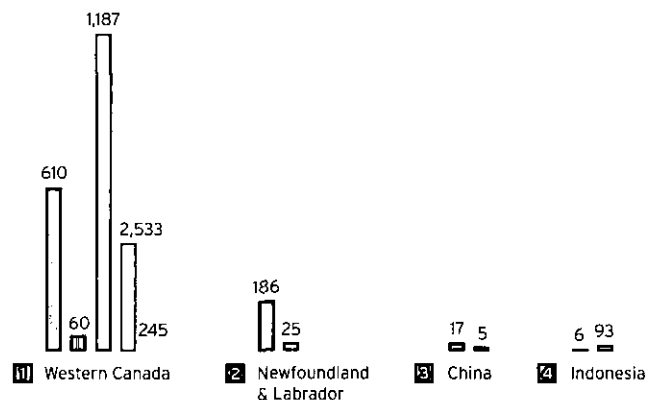 1,187
610
2,533
186
60
245
25
17
5
6
93
1 Western Canada
2 Newfoundland
& Labrador
3 China
4 Indonesia